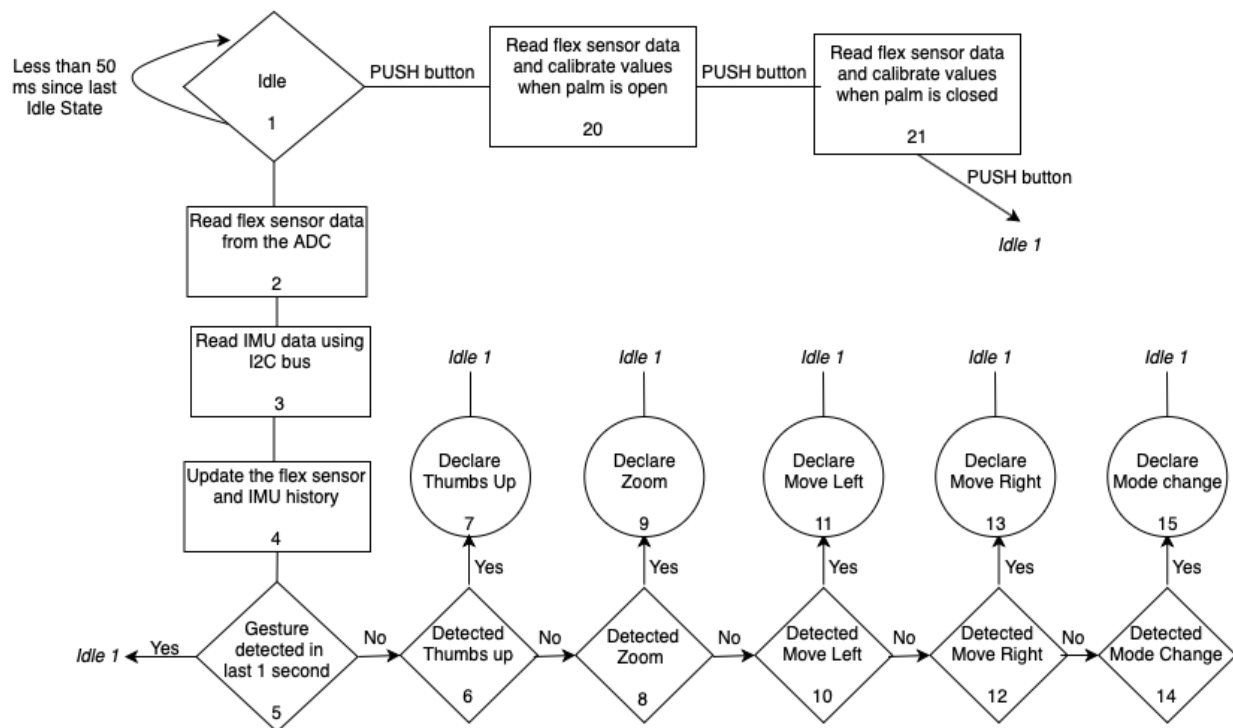 Less than 50
ms since last
Idle State
Idle
1
PUSH button
Read flex sensor data
and calibrate values
when palm is open
20
PUSH button
Read flex sensor data
and calibrate values
when palm is closed
21
PUSH button
Idle 1
Read flex sensor data
from the ADC
2
Read IMU data using
I2C bus
3
Update the flex sensor
and IMU history
4
Idle 1
Idle 1
Idle 1
Idle 1
Idle 1
Declare
Thumbs Up
7
Declare
Zoom
9
Declare
Move Left
11
Declare
Move Right
13
Declare
Mode change
15
Yes
Yes
Yes
Yes
Yes
Idle 1
Yes
Gesture
detected in
last 1 second
5
No
Detected
Thumbs up
6
No
Detected
Zoom
8
No
Detected
Move Left
10
No
Detected
Move Right
12
No
Detected
Mode Change
14